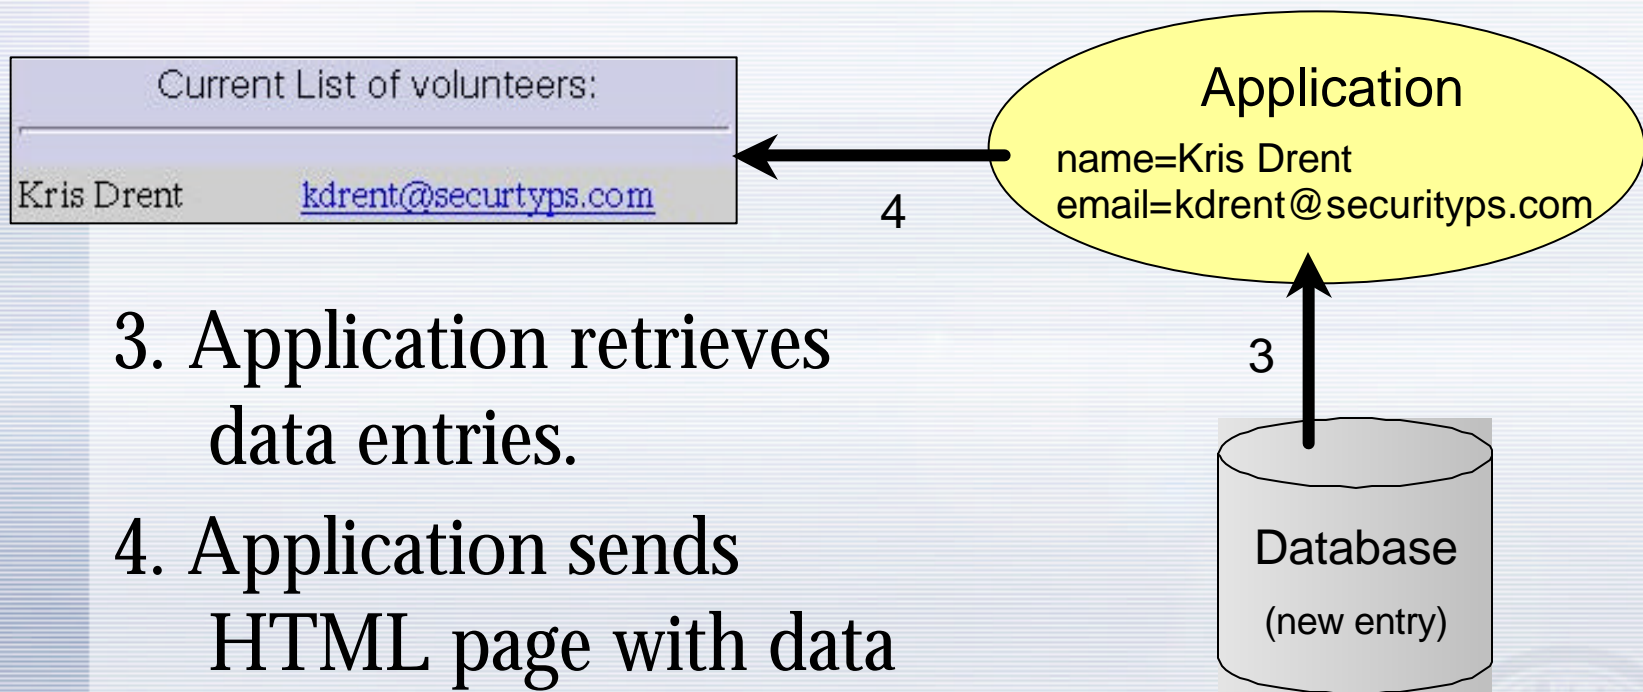 Current List of volunteers:
Kris Drent kdrent@securtyps.com
Application
name=Kris Drent
email=kdrent@securityps.com
4
3
3. Application retrieves
data entries.
4. Application sends
HTML page with data
Database
(new entry)